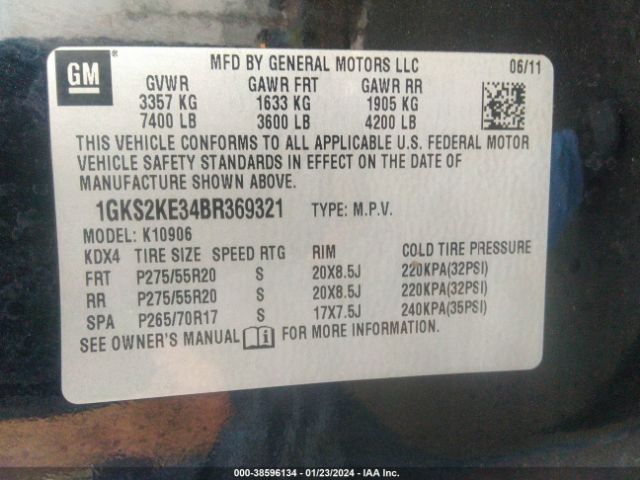 GM
MFD BY GENERAL MOTORS LLC 06/11
GVWR GAWR FRT GAWR RR
3357 KG 1633 KG 1905 KG
7400 LB 3600 LB 4200 LB
THIS VEHICLE CONFORMS TO ALL APPLICABLE U.S. FEDERAL MOTOR
VEHICLE SAFETY STANDARDS IN EFFECT ON THE DATE OF
MANUFACTURE SHOWN ABOVE.
1GKS2KE34BR369321 TYPE: M.P.V.
MODEL: K10906
KDX4 TIRE SIZE SPEED RTG RIM COLD TIRE PRESSURE
FRT P275/55R20 S 20X8.5J 220KPA(32PSI)
RR P275/55R20 S 20X8.5J 220KPA(32PSI)
SPA P265/70R17 S 17X7.5J 240KPA(35PSI)
SEE OWNER'S MANUAL i FOR MORE INFORMATION.
000-38596134 - 01/23/2024 - IAA Inc.